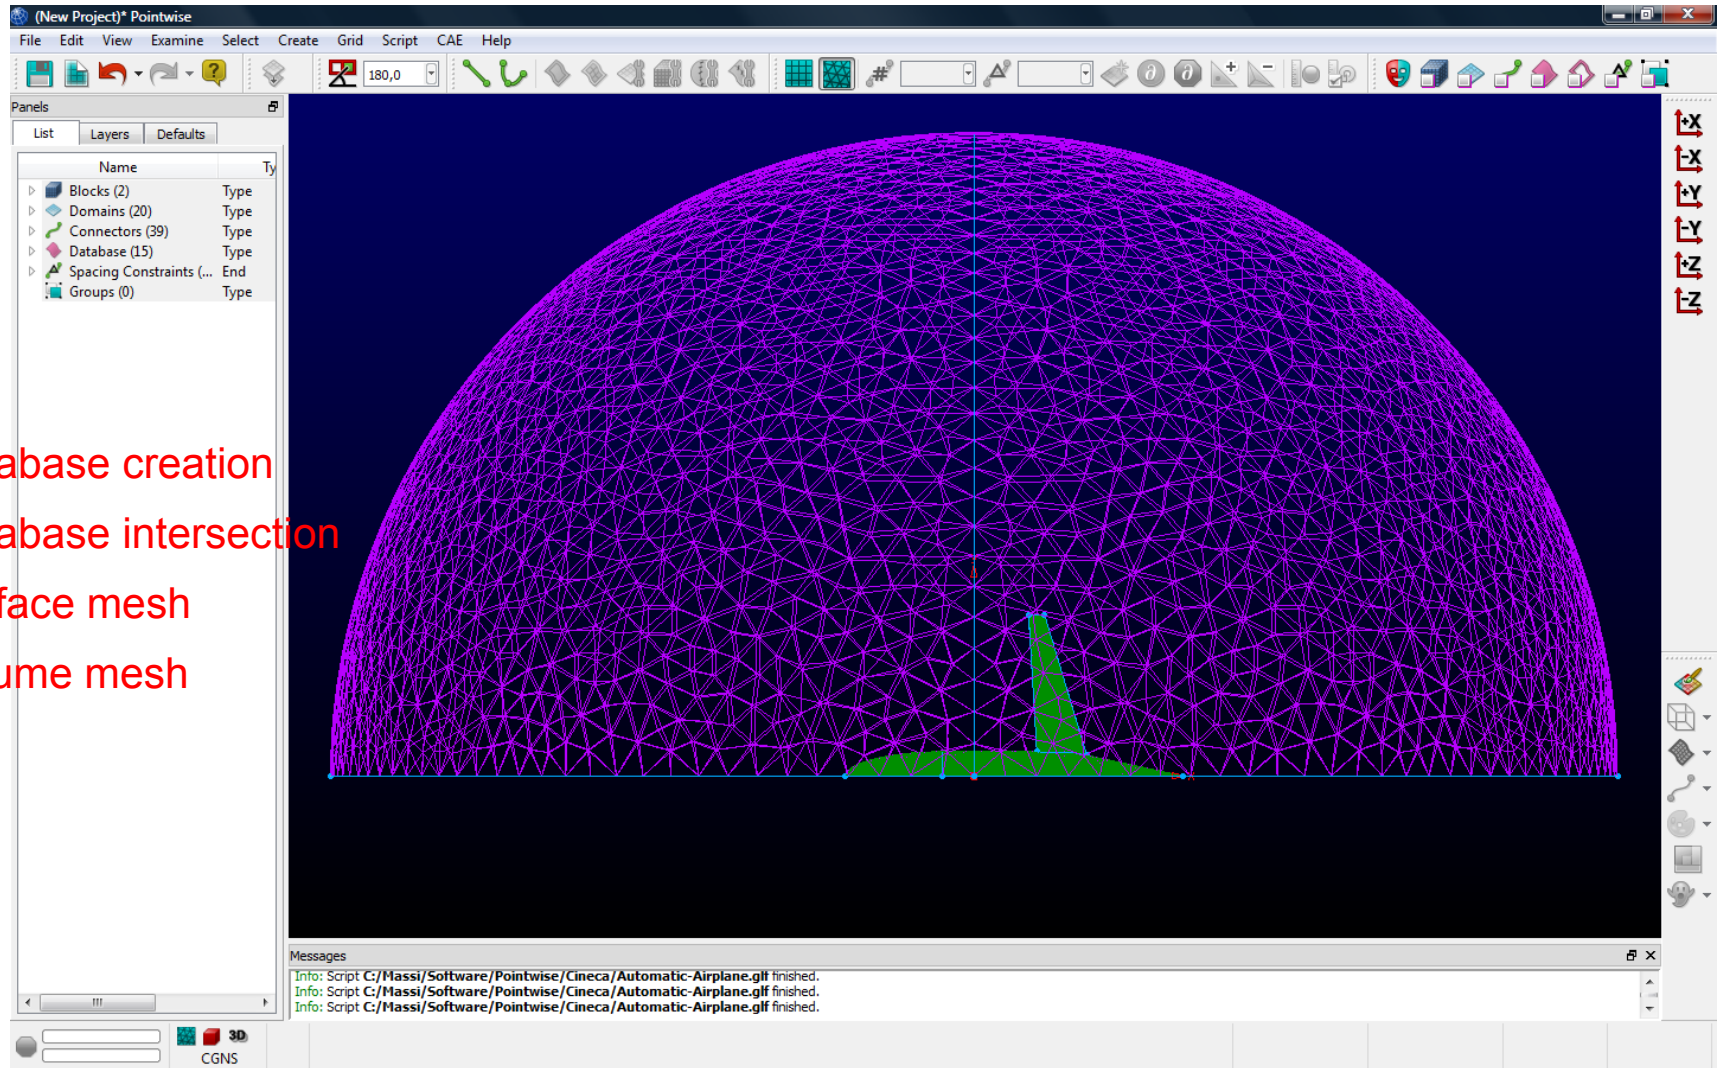 (New Project)* Pointwise
File Edit View Examine Select Create Grid Script CAE Help
180,0
Panels
List Layers Defaults
Name Ty
Blocks (2) Type
Domains (20) Type
Connectors (39) Type
Database (15) Type
Spacing Constraints (... End
Groups (0) Type
+X
-X
+Y
-Y
+Z
-Z
abase creation
abase intersection
face mesh
ume mesh
Messages
Info: Script C:/Massi/Software/Pointwise/Cineca/Automatic-Airplane.glf finished.
Info: Script C:/Massi/Software/Pointwise/Cineca/Automatic-Airplane.glf finished.
Info: Script C:/Massi/Software/Pointwise/Cineca/Automatic-Airplane.glf finished.
3D
CGNS